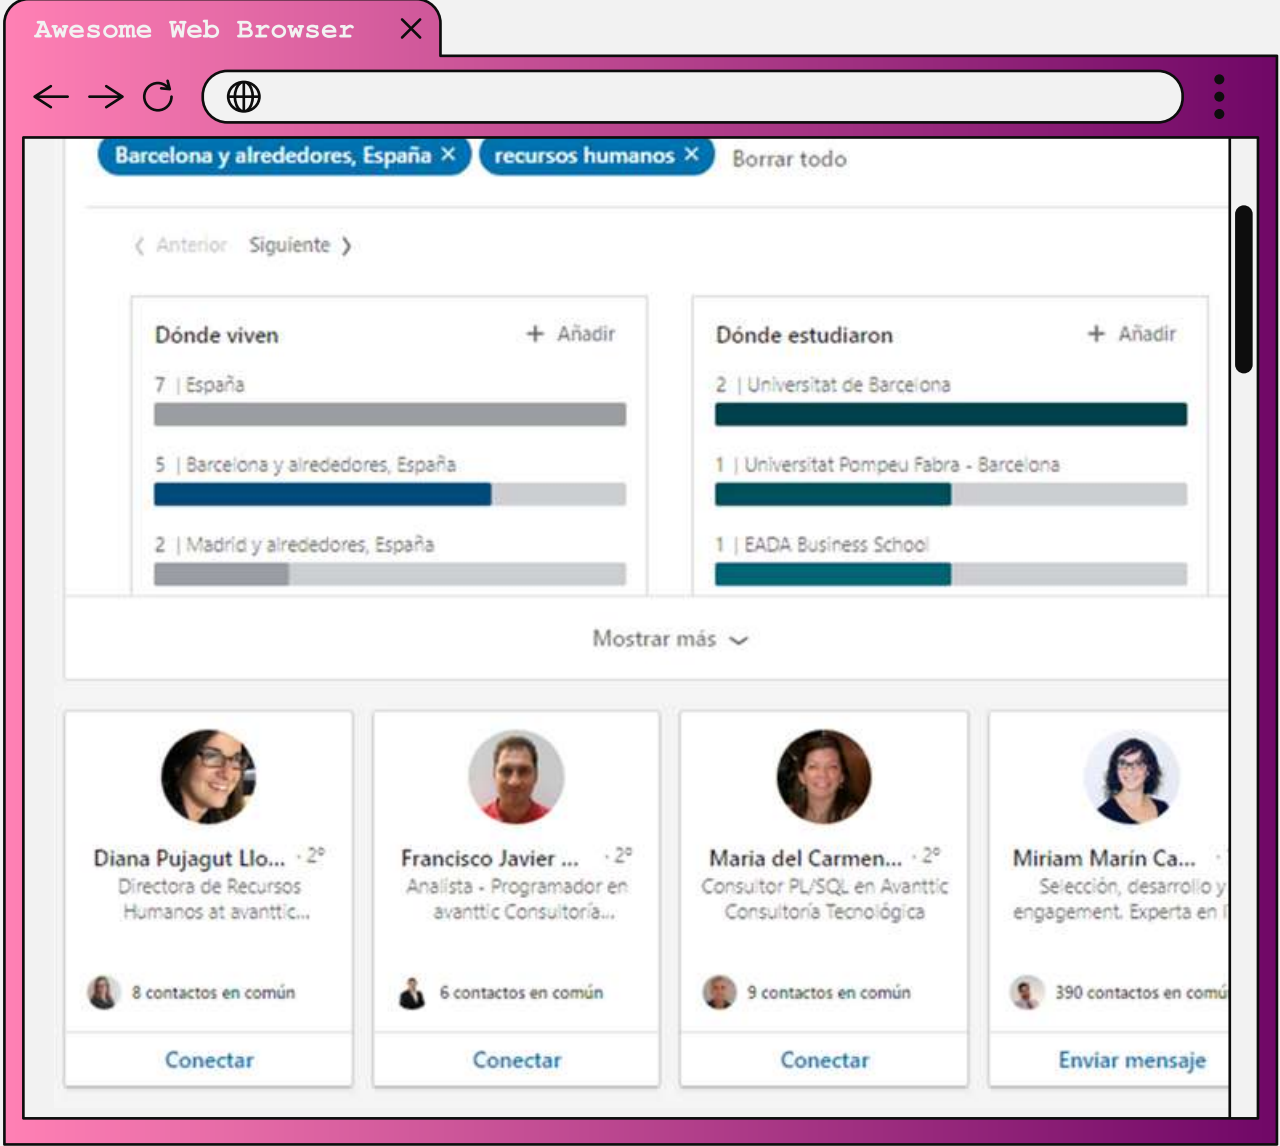 Awesome Web Browser
Barcelona y alrededores, España ×
recursos humanos ×
Borrar todo
Anterior
Siguiente
Dónde viven
+ Añadir
7 | España
5 | Barcelona y alrededores, España
2 | Madrid y alrededores, España
Dónde estudiaron
+ Añadir
2 | Universitat de Barcelona
1 | Universitat Pompeu Fabra - Barcelona
1 | EADA Business School
Mostrar más
Diana Pujagut Llo... · 2º
Directora de Recursos
Humanos at avanttic...
8 contactos en común
Conectar
Francisco Javier ... · 2º
Analista - Programador en
avanttic Consultoría...
6 contactos en común
Conectar
Maria del Carmen... · 2º
Consultor PL/SQL en Avanttic
Consultoría Tecnológica
9 contactos en común
Conectar
Miriam Marín Ca... ·
Selección, desarrollo y
engagement. Experta en
390 contactos en comú
Enviar mensaje